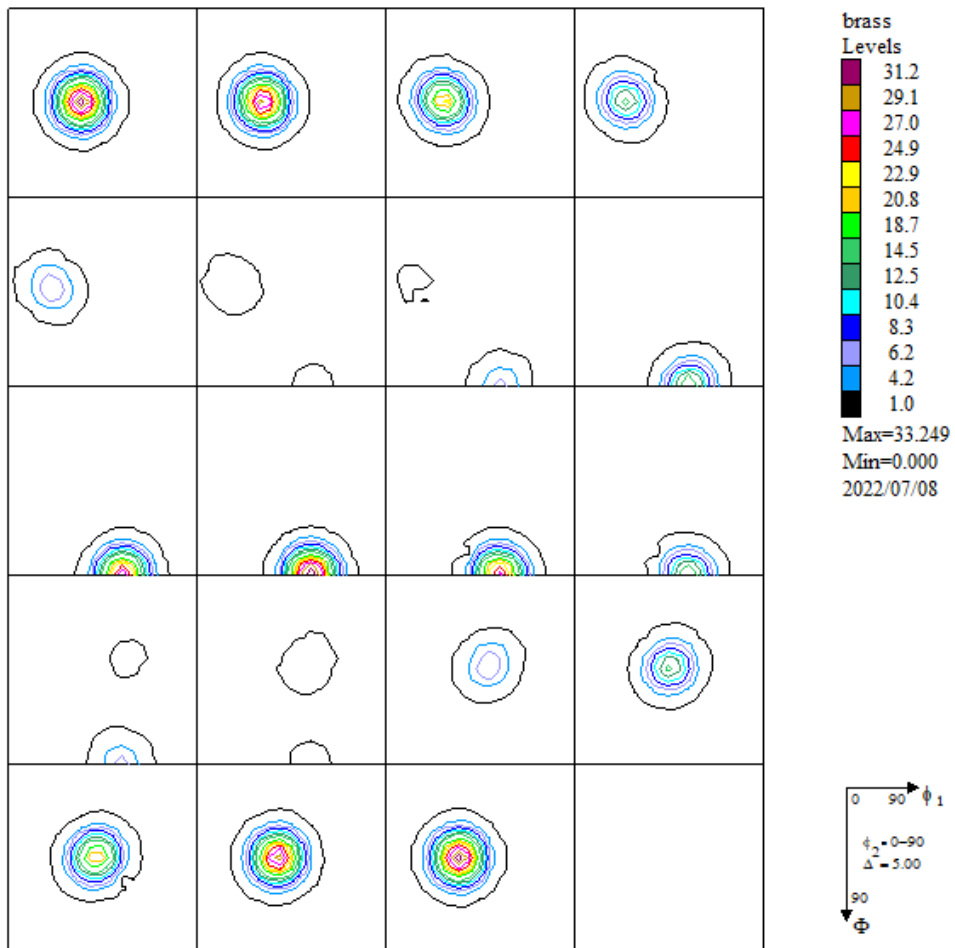 brass
Levels
31.2
29.1
27.0
24.9
22.9
20.8
18.7
14.5
12.5
10.4
8.3
6.2
4.2
1.0
Max=33.249
Min=0.000
2022/07/08
0 90 ϕ 1
ϕ2=0-90
Δ=5.00
90
Φ